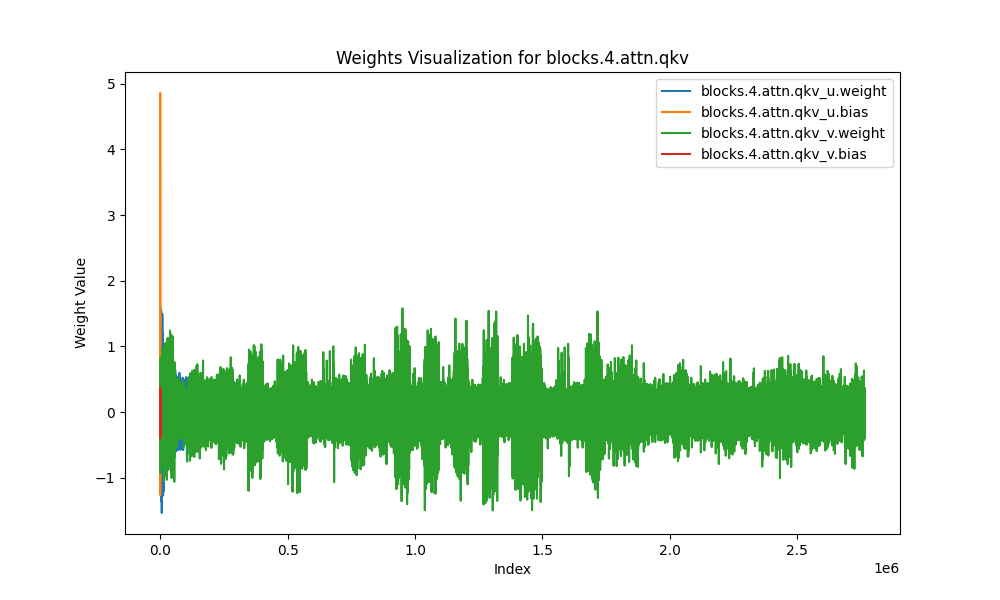 Weights Visualization for blocks.4.attn.qkv
blocks.4.attn.qkv_u.weight
blocks.4.attn.qkv_u.bias
blocks.4.attn.qkv_v.weight
blocks.4.attn.qkv_v.bias
Weight Value
5
4
3
2
1
0
−1
0.0 0.5 1.0 1.5 2.0 2.5
1e6
Index